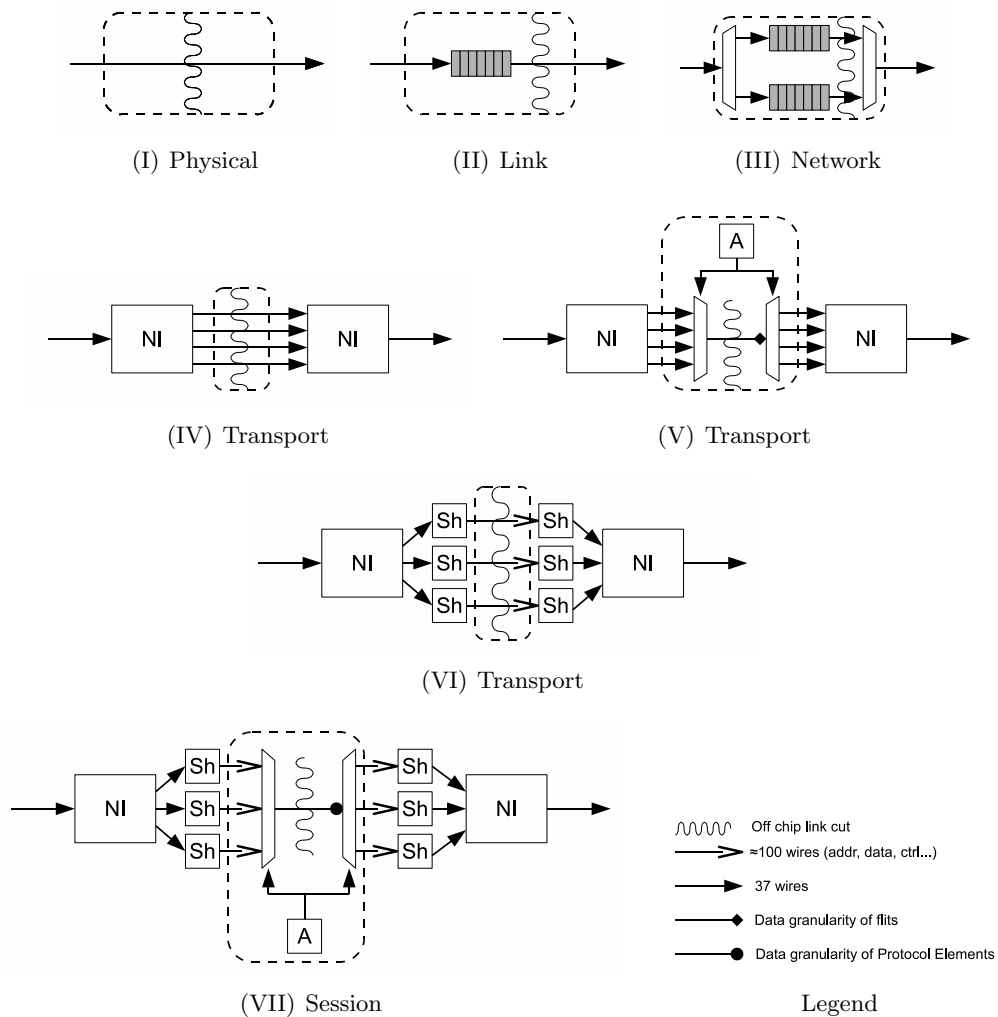 (I) Physical
(II) Link
(III) Network
NI
NI
(IV) Transport
A
NI
NI
(V) Transport
NI
Sh
Sh
Sh
Sh
Sh
Sh
NI
(VI) Transport
NI
Sh
Sh
Sh
A
Sh
Sh
Sh
NI
(VII) Session
Off chip link cut
≈100 wires (addr, data, ctrl...)
37 wires
Data granularity of flits
Data granularity of Protocol Elements
Legend